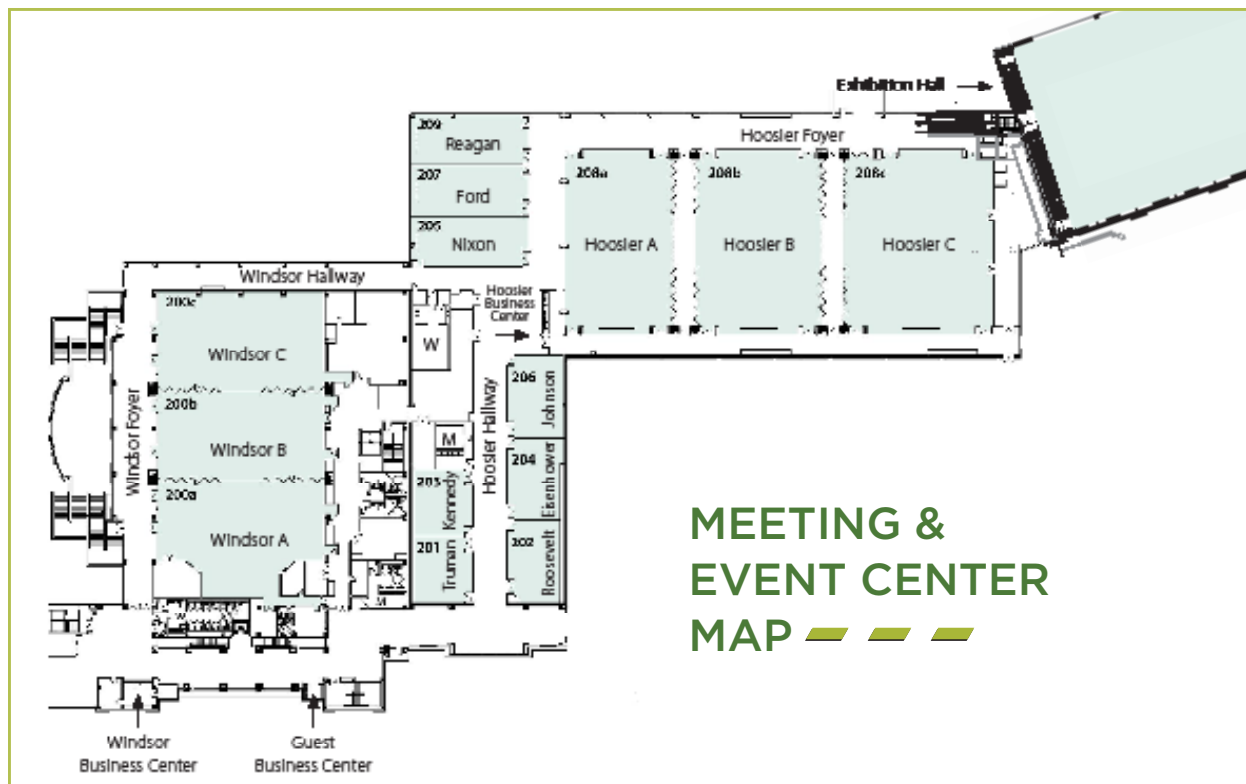 Exhibition Hall
Hoosier Foyer
209
Reagan
207
Ford
205
Nixon
208a
Hoosier A
208b
Hoosier B
208c
Hoosier C
Windsor Hallway
Hoosier
Business
Center
200c
Windsor C
W
206
Johnson
Windsor Foyer
200b
Windsor B
Hoosier Hallway
M
204
Eisenhower
203
Kennedy
200a
Windsor A
201
Truman
202
Roosevelt
W
M
MEETING &
EVENT CENTER
MAP
Windsor
Business Center
Guest
Business Center